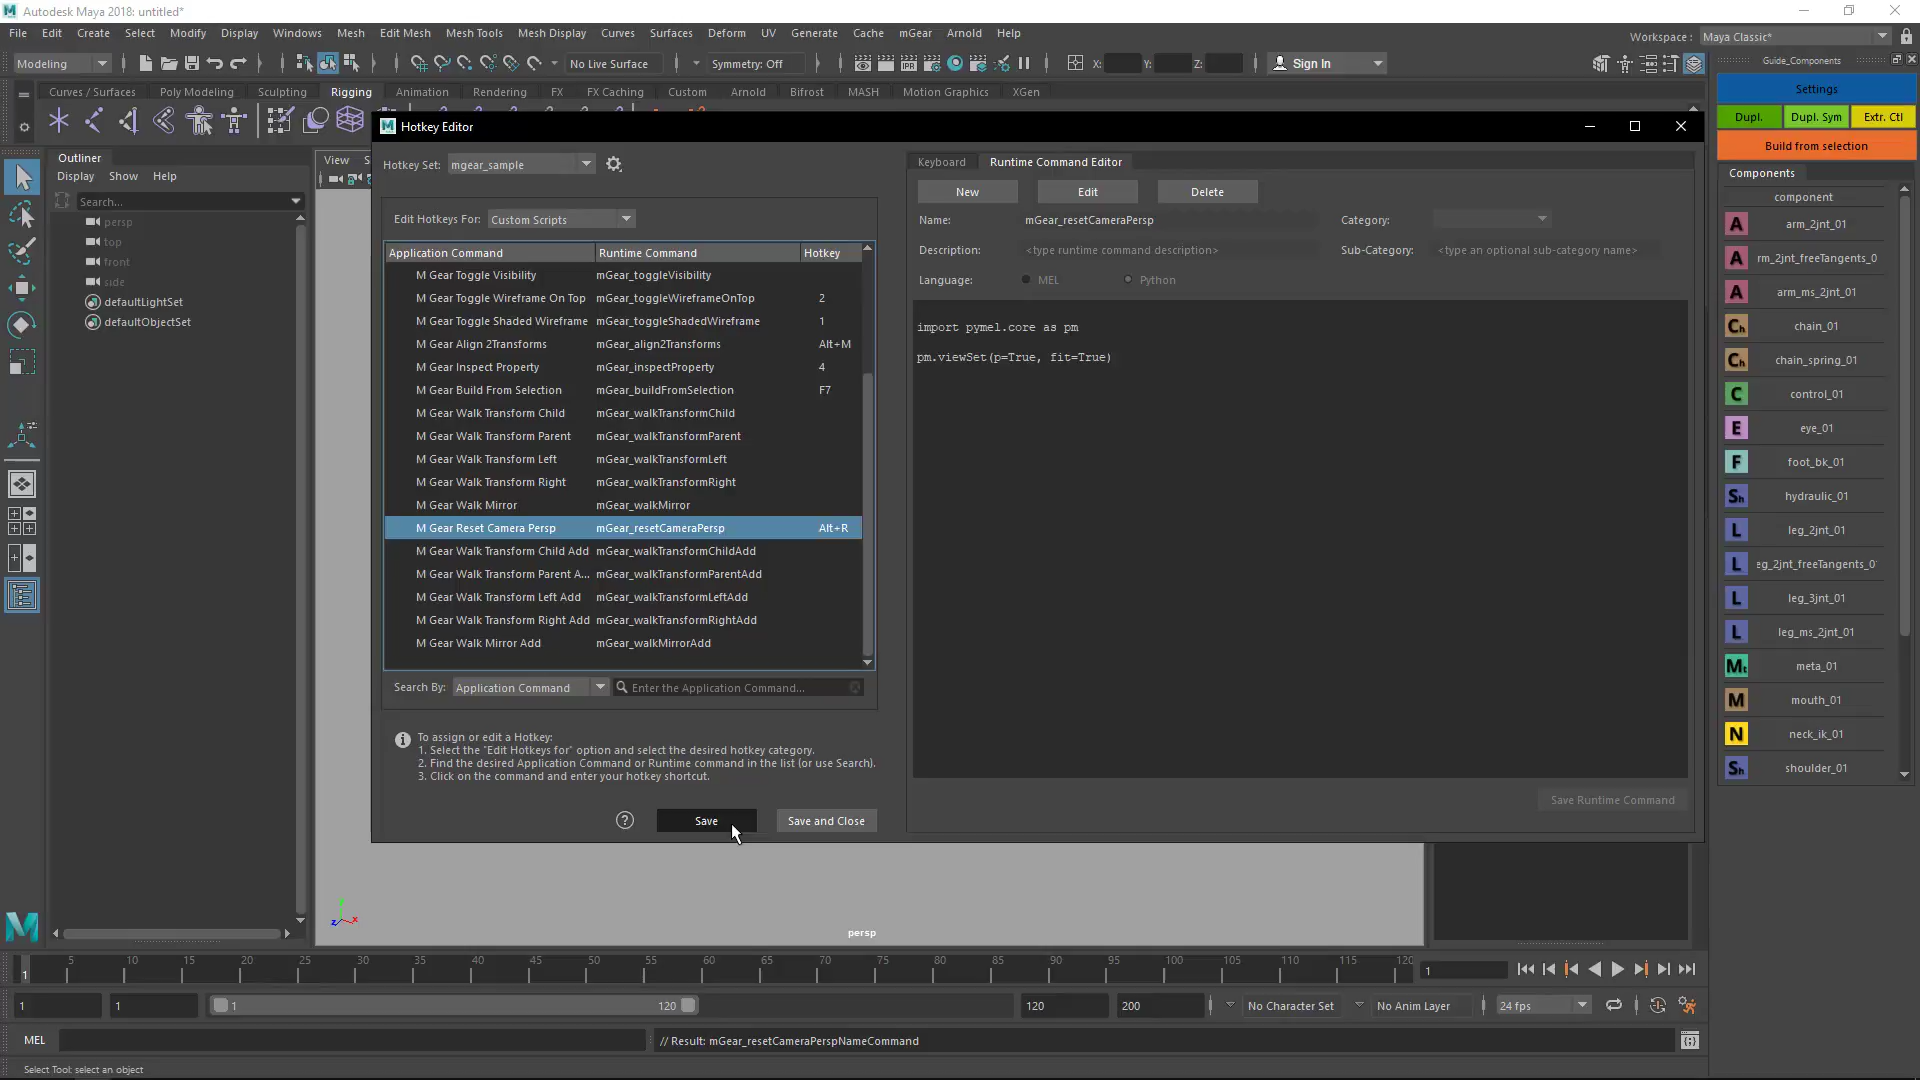 Autodesk Maya 2018: untitled*
File Edit Create Select Modify Display Windows Mesh Edit Mesh Mesh Tools Mesh Display Curves Surfaces Deform UV Generate Cache mGear Arnold Help
Workspace : Maya Classic*
Modeling No Live Surface Symmetry: Off X: Y: Z: Sign In
Guide_Components
Curves / Surfaces Poly Modeling Sculpting Rigging Animation Rendering FX FX Caching Custom Arnold Bifrost MASH Motion Graphics XGen
Settings
Dupl. Dupl. Sym Extr. Ctl
Build from selection
Components
component
A arm_2jnt_01
A rm_2jnt_freeTangents_0
A arm_ms_2jnt_01
Ch chain_01
Ch chain_spring_01
C control_01
E eye_01
F foot_bk_01
Sh hydraulic_01
L leg_2jnt_01
L eg_2jnt_freeTangents_0
L leg_3jnt_01
L leg_ms_2jnt_01
Mt meta_01
M mouth_01
N neck_ik_01
Sh shoulder_01
Outliner
Display Show Help
Search...
persp
top
front
side
defaultLightSet
defaultObjectSet
View S
Hotkey Editor
Hotkey Set: mgear_sample
Edit Hotkeys For: Custom Scripts
Application Command Runtime Command Hotkey
M Gear Toggle Visibility mGear_toggleVisibility
M Gear Toggle Wireframe On Top mGear_toggleWireframeOnTop 2
M Gear Toggle Shaded Wireframe mGear_toggleShadedWireframe 1
M Gear Align 2Transforms mGear_align2Transforms Alt+M
M Gear Inspect Property mGear_inspectProperty 4
M Gear Build From Selection mGear_buildFromSelection F7
M Gear Walk Transform Child mGear_walkTransformChild
M Gear Walk Transform Parent mGear_walkTransformParent
M Gear Walk Transform Left mGear_walkTransformLeft
M Gear Walk Transform Right mGear_walkTransformRight
M Gear Walk Mirror mGear_walkMirror
M Gear Reset Camera Persp mGear_resetCameraPersp Alt+R
M Gear Walk Transform Child Add mGear_walkTransformChildAdd
M Gear Walk Transform Parent A... mGear_walkTransformParentAdd
M Gear Walk Transform Left Add mGear_walkTransformLeftAdd
M Gear Walk Transform Right Add mGear_walkTransformRightAdd
M Gear Walk Mirror Add mGear_walkMirrorAdd
Search By: Application Command Enter the Application Command...
To assign or edit a Hotkey:
1. Select the "Edit Hotkeys for" option and select the desired hotkey category.
2. Find the desired Application Command or Runtime command in the list (or use Search).
3. Click on the command and enter your hotkey shortcut.
? Save Save and Close
Keyboard Runtime Command Editor
New Edit Delete
Name: mGear_resetCameraPersp Category:
Description: <type runtime command description> Sub-Category: <type an optional sub-category name>
Language: MEL Python
import pymel.core as pm
pm.viewSet(p=True, fit=True)
Save Runtime Command
z x
persp
5 10 15 20 25 30 35 40 45 50 55 60 65 70 75 80 85 90 95 100 105 110 115 120
1 1
1 1 1 120 120 200 No Character Set No Anim Layer 24 fps
MEL // Result: mGear_resetCameraPerspNameCommand
Select Tool: select an object